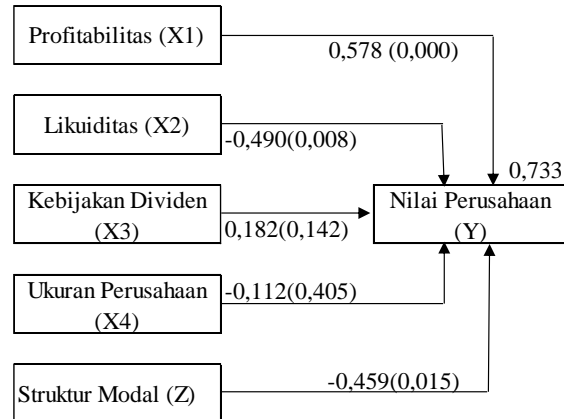 Profitabilitas (X1)
0,578 (0,000)
Likuiditas (X2)
-0,490(0,008)
0,733
Kebijakan Dividen
(X3)
0,182(0,142)
Nilai Perusahaan
(Y)
Ukuran Perusahaan
(X4)
-0,112(0,405)
Struktur Modal (Z)
-0,459(0,015)